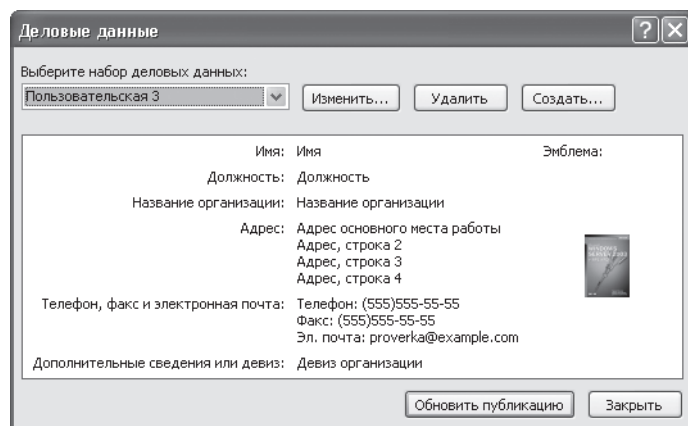 Деловые данные
Выберите набор деловых данных:
Пользовательская 3
Изменить...
Удалить
Создать...
Имя: Имя
Эмблема:
Должность: Должность
Название организации: Название организации
Адрес: Адрес основного места работы
Адрес, строка 2
Адрес, строка 3
Адрес, строка 4
Телефон, факс и электронная почта: Телефон: (555)555-55-55
Факс: (555)555-55-55
Эл. почта: proverka@example.com
Дополнительные сведения или девиз: Девиз организации
Обновить публикацию
Закрыть